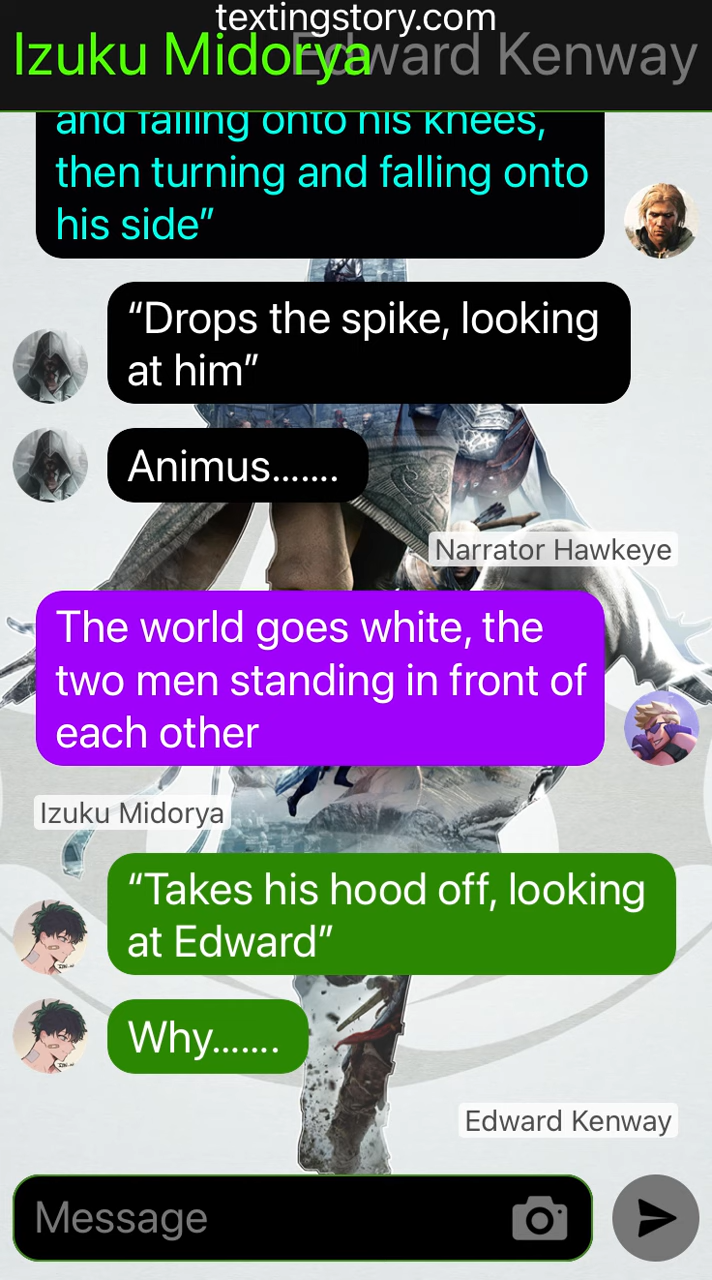 textingstory.com
Izuku Midorya
Edward Kenway
and falling onto his knees,
then turning and falling onto
his side”
“Drops the spike, looking
at him”
Animus.......
Narrator Hawkeye
The world goes white, the
two men standing in front of
each other
Izuku Midorya
“Takes his hood off, looking
at Edward”
Why.......
Edward Kenway
Message